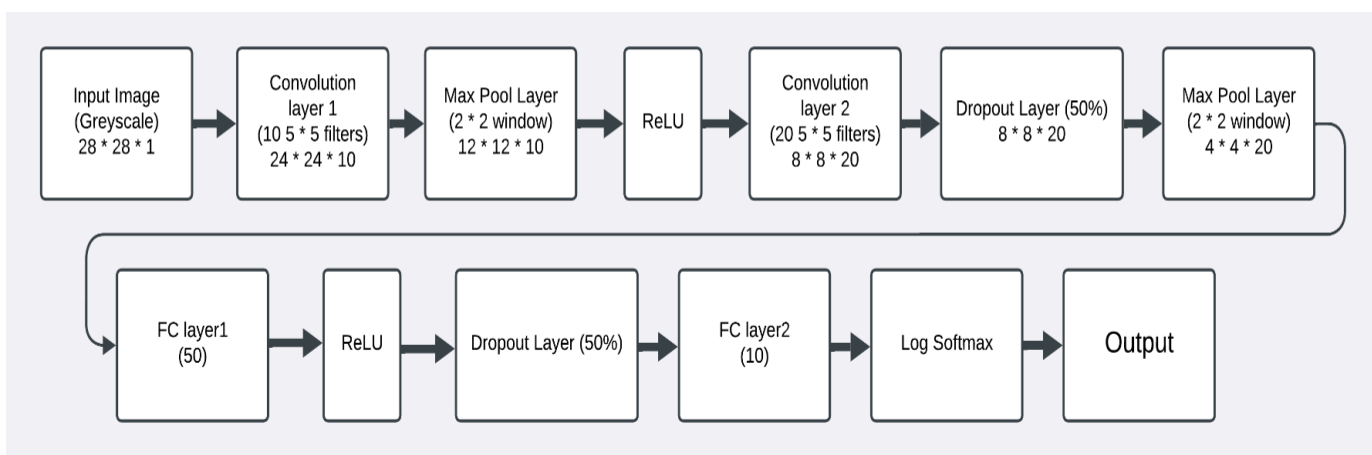 Input Image
(Greyscale)
28 * 28 * 1
Convolution
layer 1
(10 5 * 5 filters)
24 * 24 * 10
Max Pool Layer
(2 * 2 window)
12 * 12 * 10
ReLU
Convolution
layer 2
(20 5 * 5 filters)
8 * 8 * 20
Dropout Layer (50%)
8 * 8 * 20
Max Pool Layer
(2 * 2 window)
4 * 4 * 20
FC layer1
(50)
ReLU
Dropout Layer (50%)
FC layer2
(10)
Log Softmax
Output